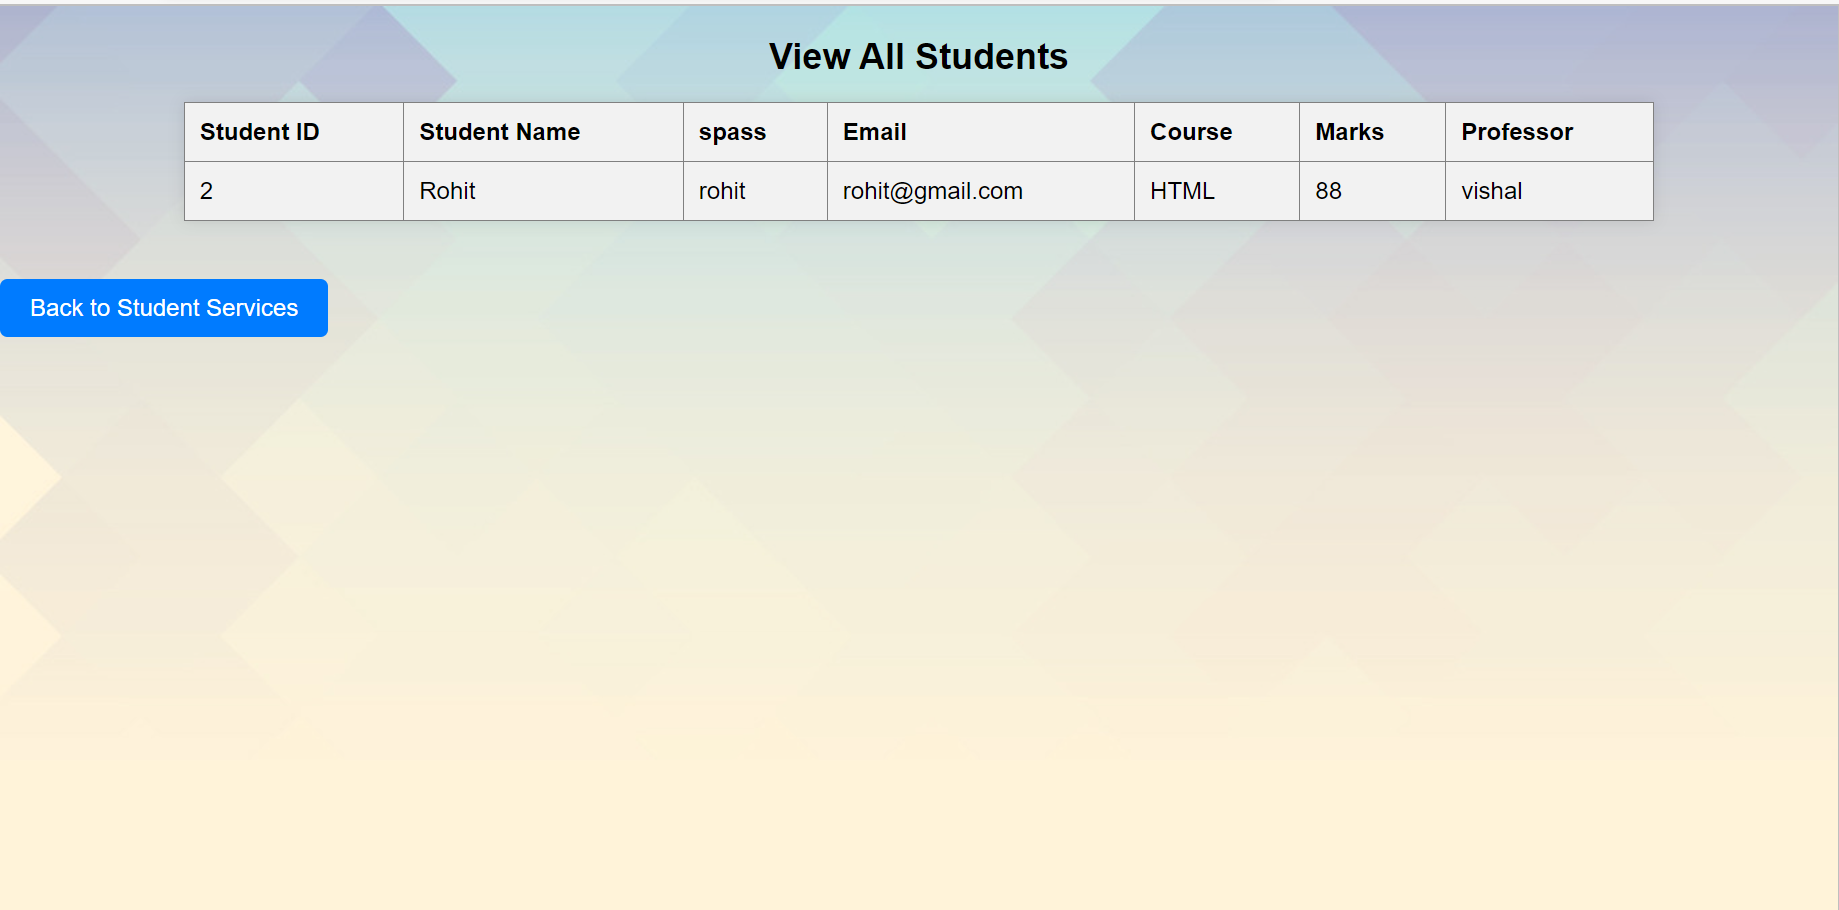 View All Students
Student ID Student Name spass Email Course Marks Professor
2 Rohit rohit rohit@gmail.com HTML 88 vishal
Back to Student Services